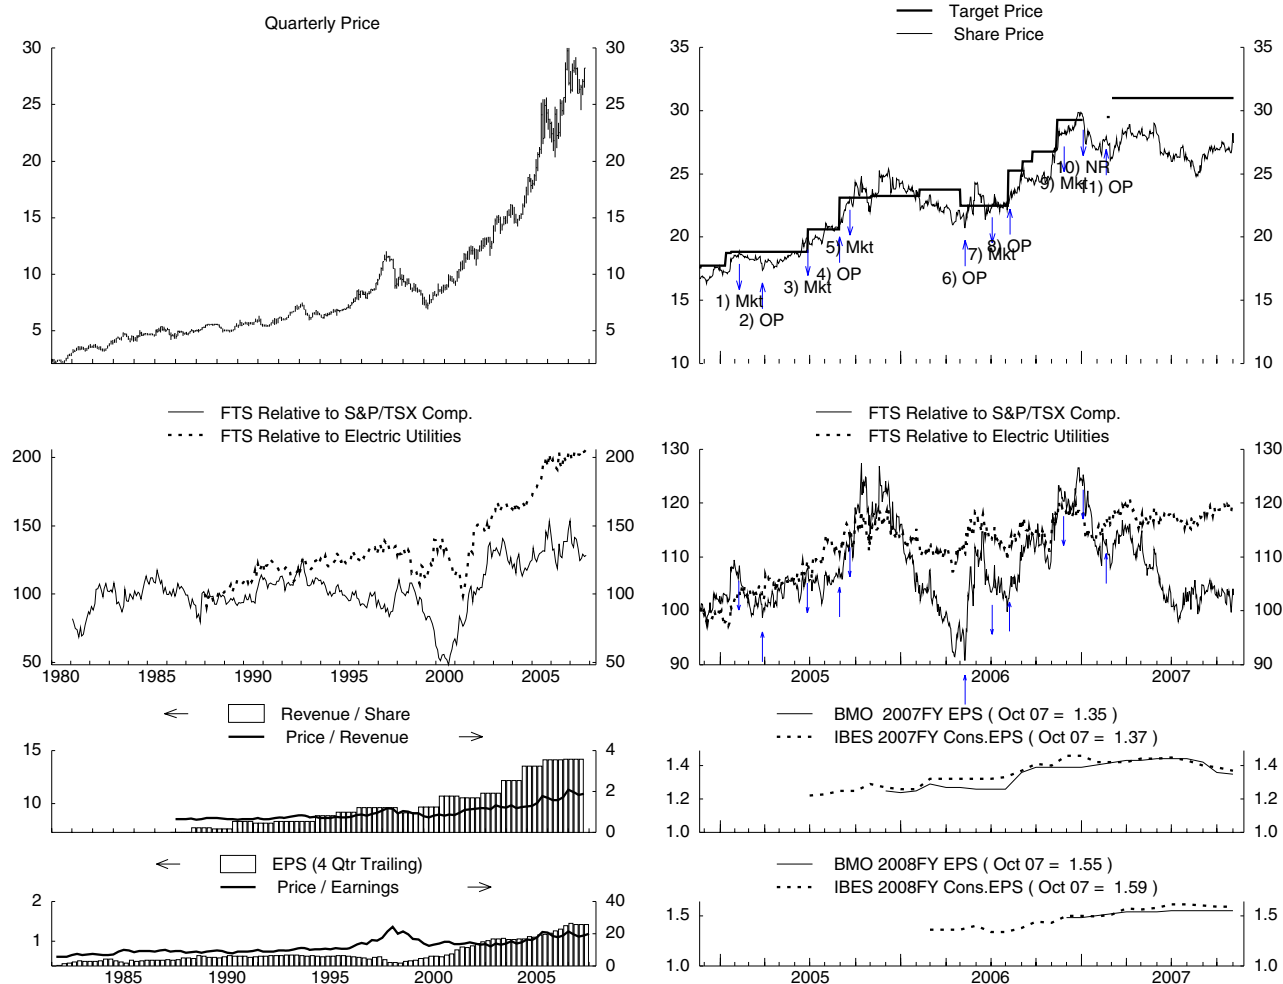 Quarterly Price
30 30
25 25
20 20
15 15
10 10
5 5
Target Price
Share Price
35 35
30 30
25 25
20 20
15 15
10 10
1) Mkt
2) OP
3) Mkt
4) OP
5) Mkt
6) OP
7) Mkt
8) OP
9) Mkt
10) NR
11) OP
FTS Relative to S&P/TSX Comp.
FTS Relative to Electric Utilities
200 200
150 150
100 100
50 50
1980 1985 1990 1995 2000 2005
FTS Relative to S&P/TSX Comp.
FTS Relative to Electric Utilities
130 130
120 120
110 110
100 100
90 90
2005 2006 2007
Revenue / Share
Price / Revenue
15 4
10 2
0
EPS (4 Qtr Trailing)
Price / Earnings
2 40
1 20
0
1985 1990 1995 2000 2005
BMO 2007FY EPS ( Oct 07 = 1.35 )
IBES 2007FY Cons.EPS ( Oct 07 = 1.37 )
1.4 1.4
1.2 1.2
1.0 1.0
BMO 2008FY EPS ( Oct 07 = 1.55 )
IBES 2008FY Cons.EPS ( Oct 07 = 1.59 )
1.5 1.5
1.0 1.0
2005 2006 2007